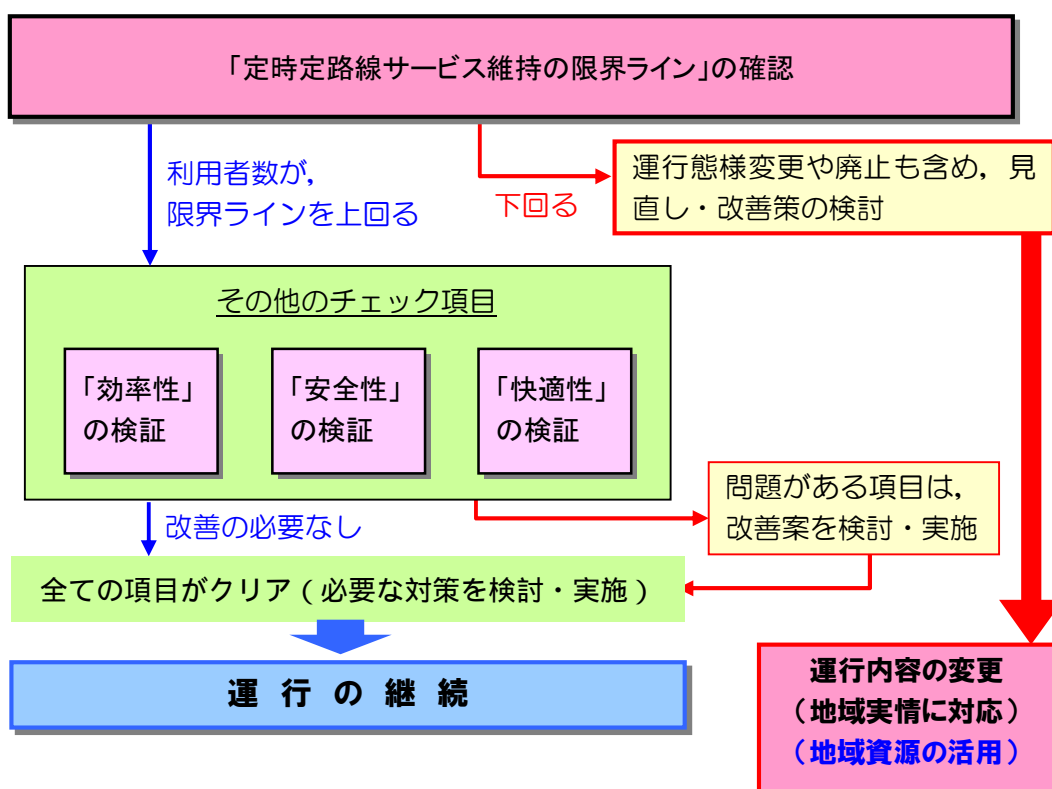 「定時定路線サービス維持の限界ライン」の確認
利用者数が，
限界ラインを上回る
下回る
運行態様変更や廃止も含め，見
直し・改善策の検討
その他のチェック項目
「効率性」
の検証
「安全性」
の検証
「快適性」
の検証
問題がある項目は，
改善案を検討・実施
改善の必要なし
全ての項目がクリア（必要な対策を検討・実施）
運行の継続
運行内容の変更
（地域実情に対応）
（地域資源の活用）